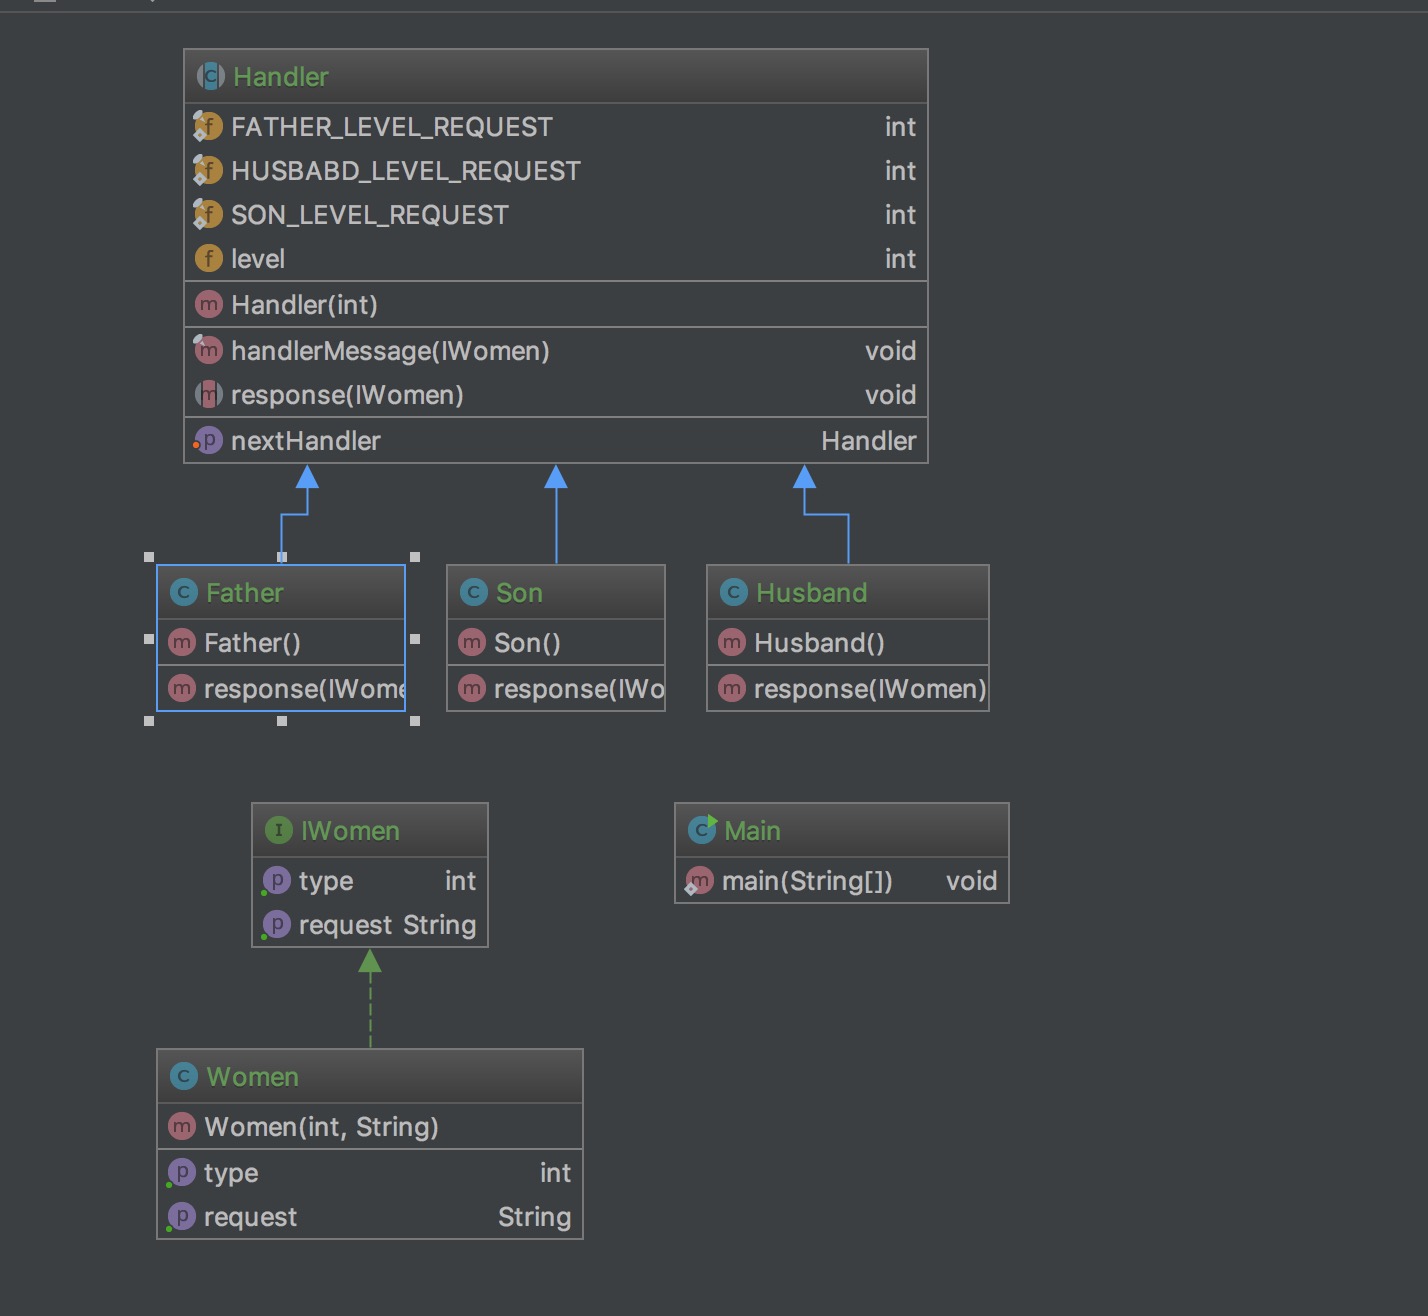 Handler
FATHER_LEVEL_REQUEST int
HUSBABD_LEVEL_REQUEST int
SON_LEVEL_REQUEST int
level int
Handler(int)
handlerMessage(IWomen) void
response(IWomen) void
nextHandler Handler
Father
Father()
response(IWome
Son
Son()
response(IWo
Husband
Husband()
response(IWomen)
IWomen
type int
request String
Main
main(String[]) void
Women
Women(int, String)
type int
request String